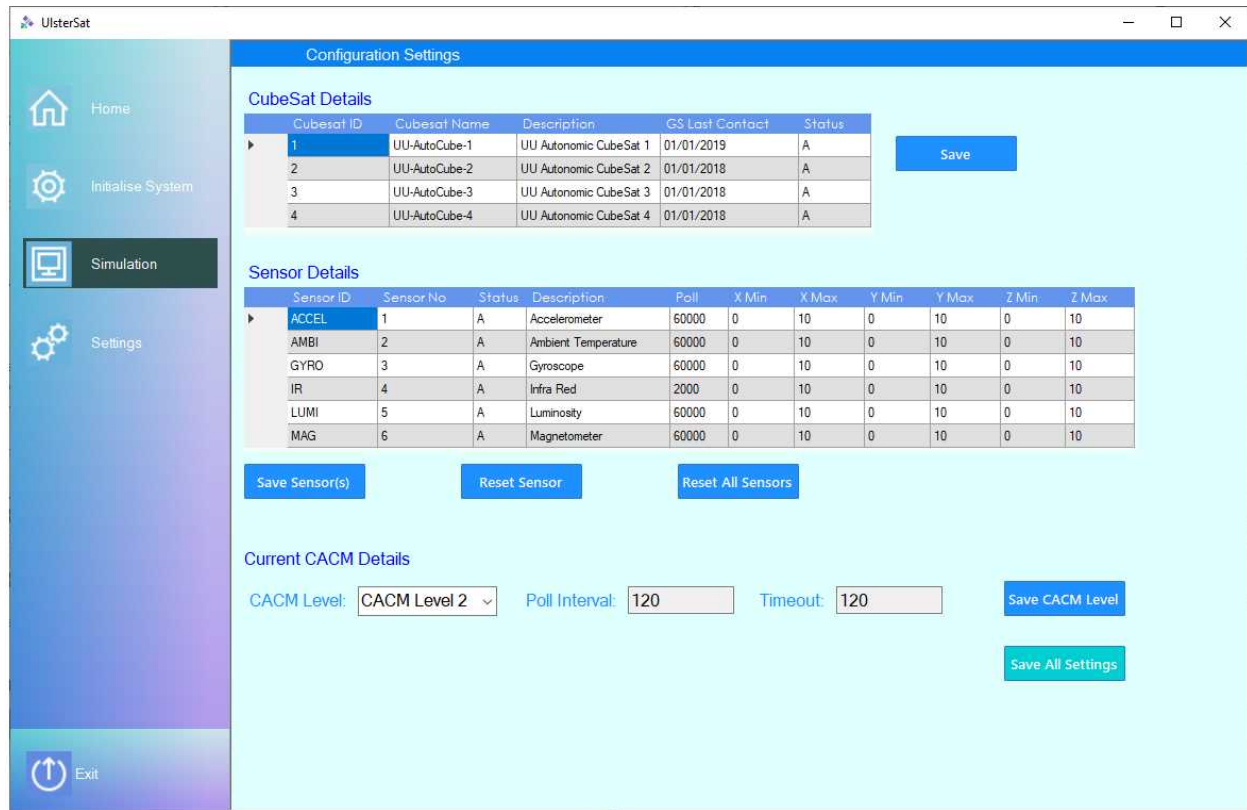 UlsterSat
Configuration Settings
Home
Initialise System
Simulation
Settings
Exit
CubeSat Details
Cubesat ID Cubesat Name Description GS Last Contact Status
1 UU-AutoCube-1 UU Autonomic CubeSat 1 01/01/2019 A
2 UU-AutoCube-2 UU Autonomic CubeSat 2 01/01/2018 A
3 UU-AutoCube-3 UU Autonomic CubeSat 3 01/01/2018 A
4 UU-AutoCube-4 UU Autonomic CubeSat 4 01/01/2018 A
Save
Sensor Details
Sensor ID Sensor No Status Description Poll X Min X Max Y Min Y Max Z Min Z Max
ACCEL 1 A Accelerometer 60000 0 10 0 10 0 10
AMBI 2 A Ambient Temperature 60000 0 10 0 10 0 10
GYRO 3 A Gyroscope 60000 0 10 0 10 0 10
IR 4 A Infra Red 2000 0 10 0 10 0 10
LUMI 5 A Luminosity 60000 0 10 0 10 0 10
MAG 6 A Magnetometer 60000 0 10 0 10 0 10
Save Sensor(s) Reset Sensor Reset All Sensors
Current CACM Details
CACM Level: CACM Level 2 Poll Interval: 120 Timeout: 120 Save CACM Level
Save All Settings